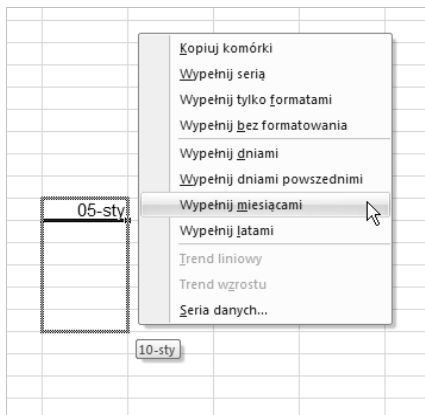 Kopiuj komórki
Wypełnij serią
Wypełnij tylko formatami
Wypełnij bez formatowania
Wypełnij dniami
Wypełnij dniami powszednimi
05-sty
Wypełnij miesiącami
Wypełnij latami
Trend liniowy
Trend wzrostu
Seria danych...
10-sty